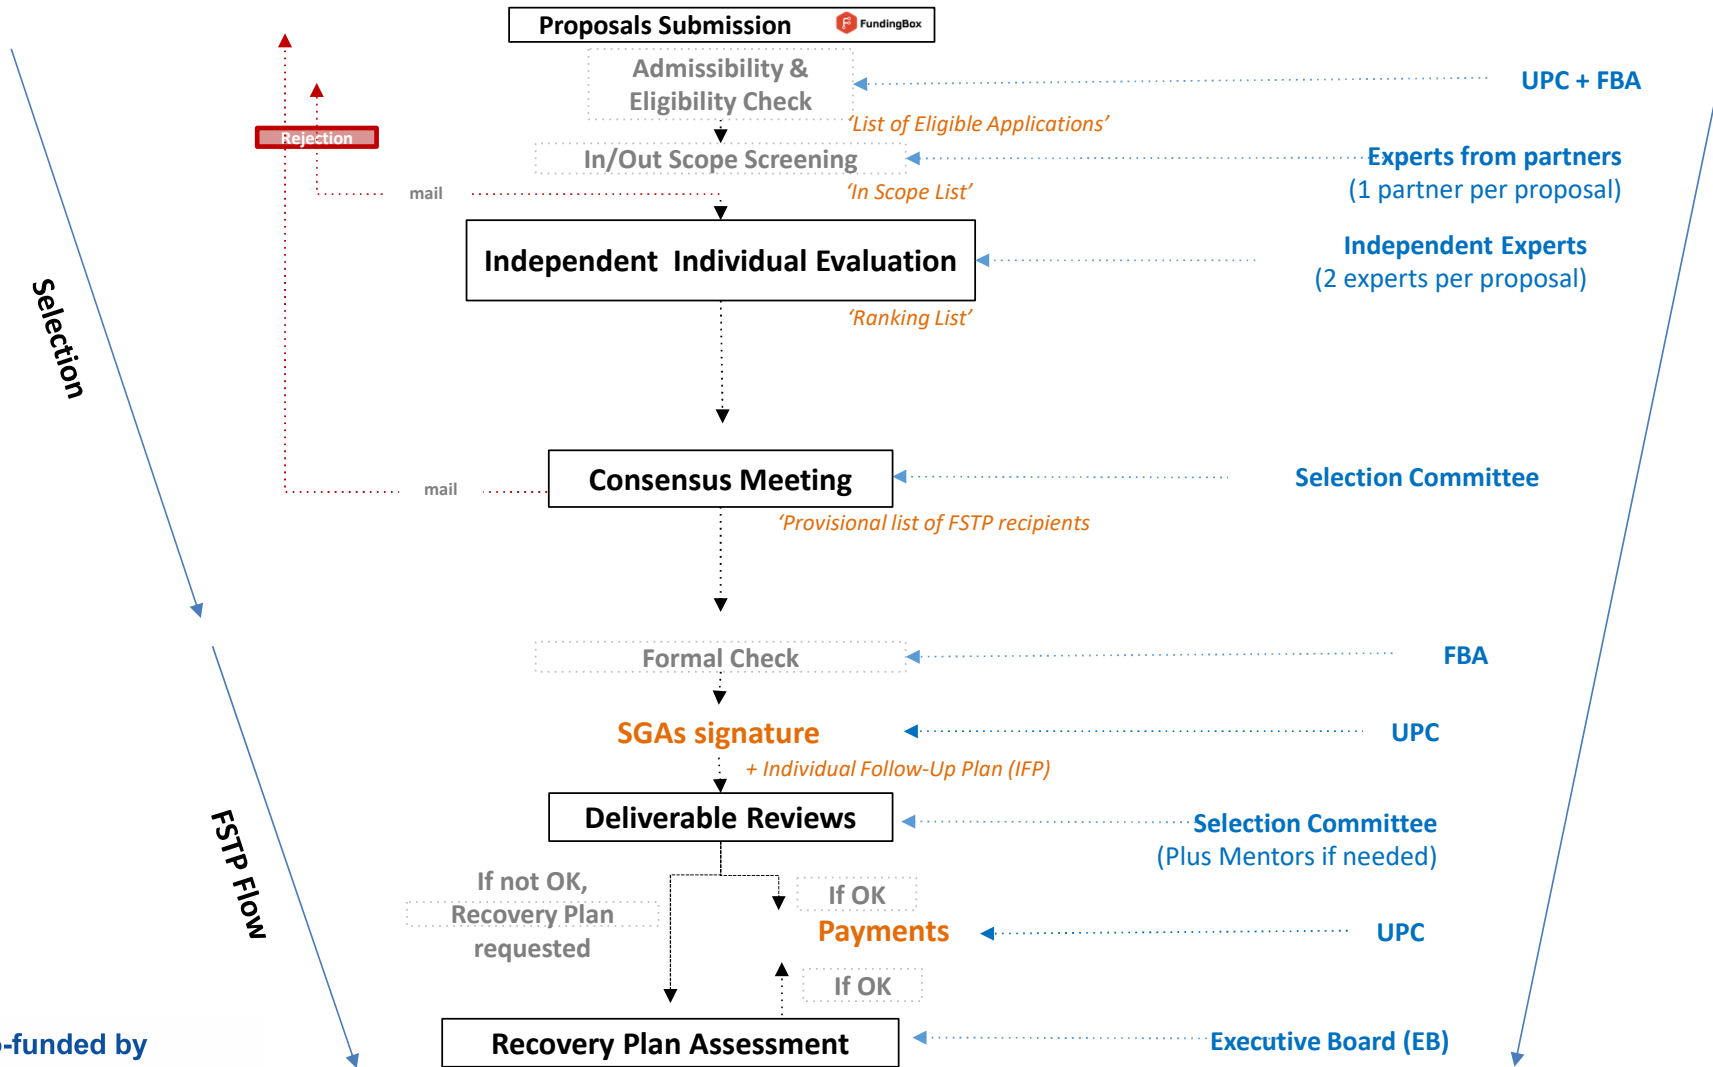 Proposals Submission
FundingBox
Admissibility &
Eligibility Check
UPC + FBA
'List of Eligible Applications'
Rejection
In/Out Scope Screening
Experts from partners
(1 partner per proposal)
mail
'In Scope List'
Independent Individual Evaluation
Independent Experts
(2 experts per proposal)
'Ranking List'
Selection
Consensus Meeting
Selection Committee
mail
'Provisional list of FSTP recipients
Formal Check
FBA
SGAs signature
UPC
+ Individual Follow-Up Plan (IFP)
Deliverable Reviews
Selection Committee
(Plus Mentors if needed)
FSTP Flow
If not OK,
Recovery Plan
requested
If OK
Payments
UPC
If OK
Recovery Plan Assessment
Executive Board (EB)
-funded by